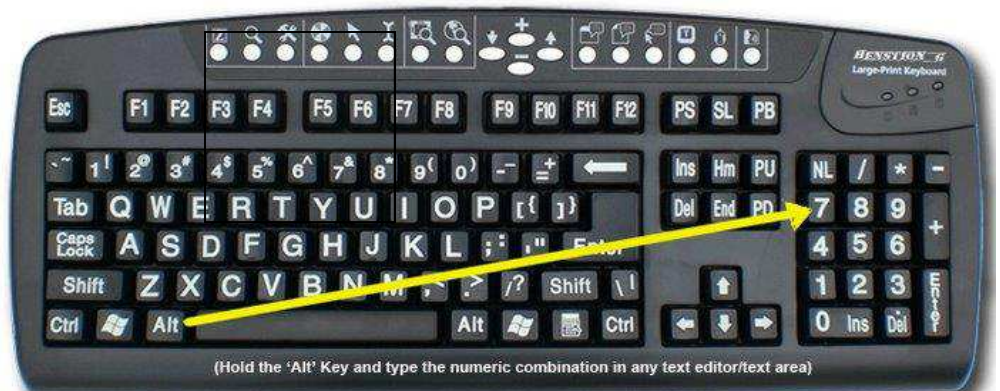 BENSTION G
Large-Print Keyboard
Esc F1 F2 F3 F4 F5 F6 F7 F8 F9 F10 F11 F12 PS SL PB
`~ 1! 2@ 3# 4$ 5% 6^ 7& 8* 9( 0) -- =+ Ins Hm PU NL / * -
Tab Q W E R T Y U I O P [{ ]} Del End PD 7 8 9 +
Caps Lock A S D F G H J K L ;: '" Enter 4 5 6
Shift Z X C V B N M ,< .> /? Shift \| 1 2 3 Enter
Ctrl Alt Alt Ctrl 0 Ins Del
(Hold the 'Alt' Key and type the numeric combination in any text editor/text area)